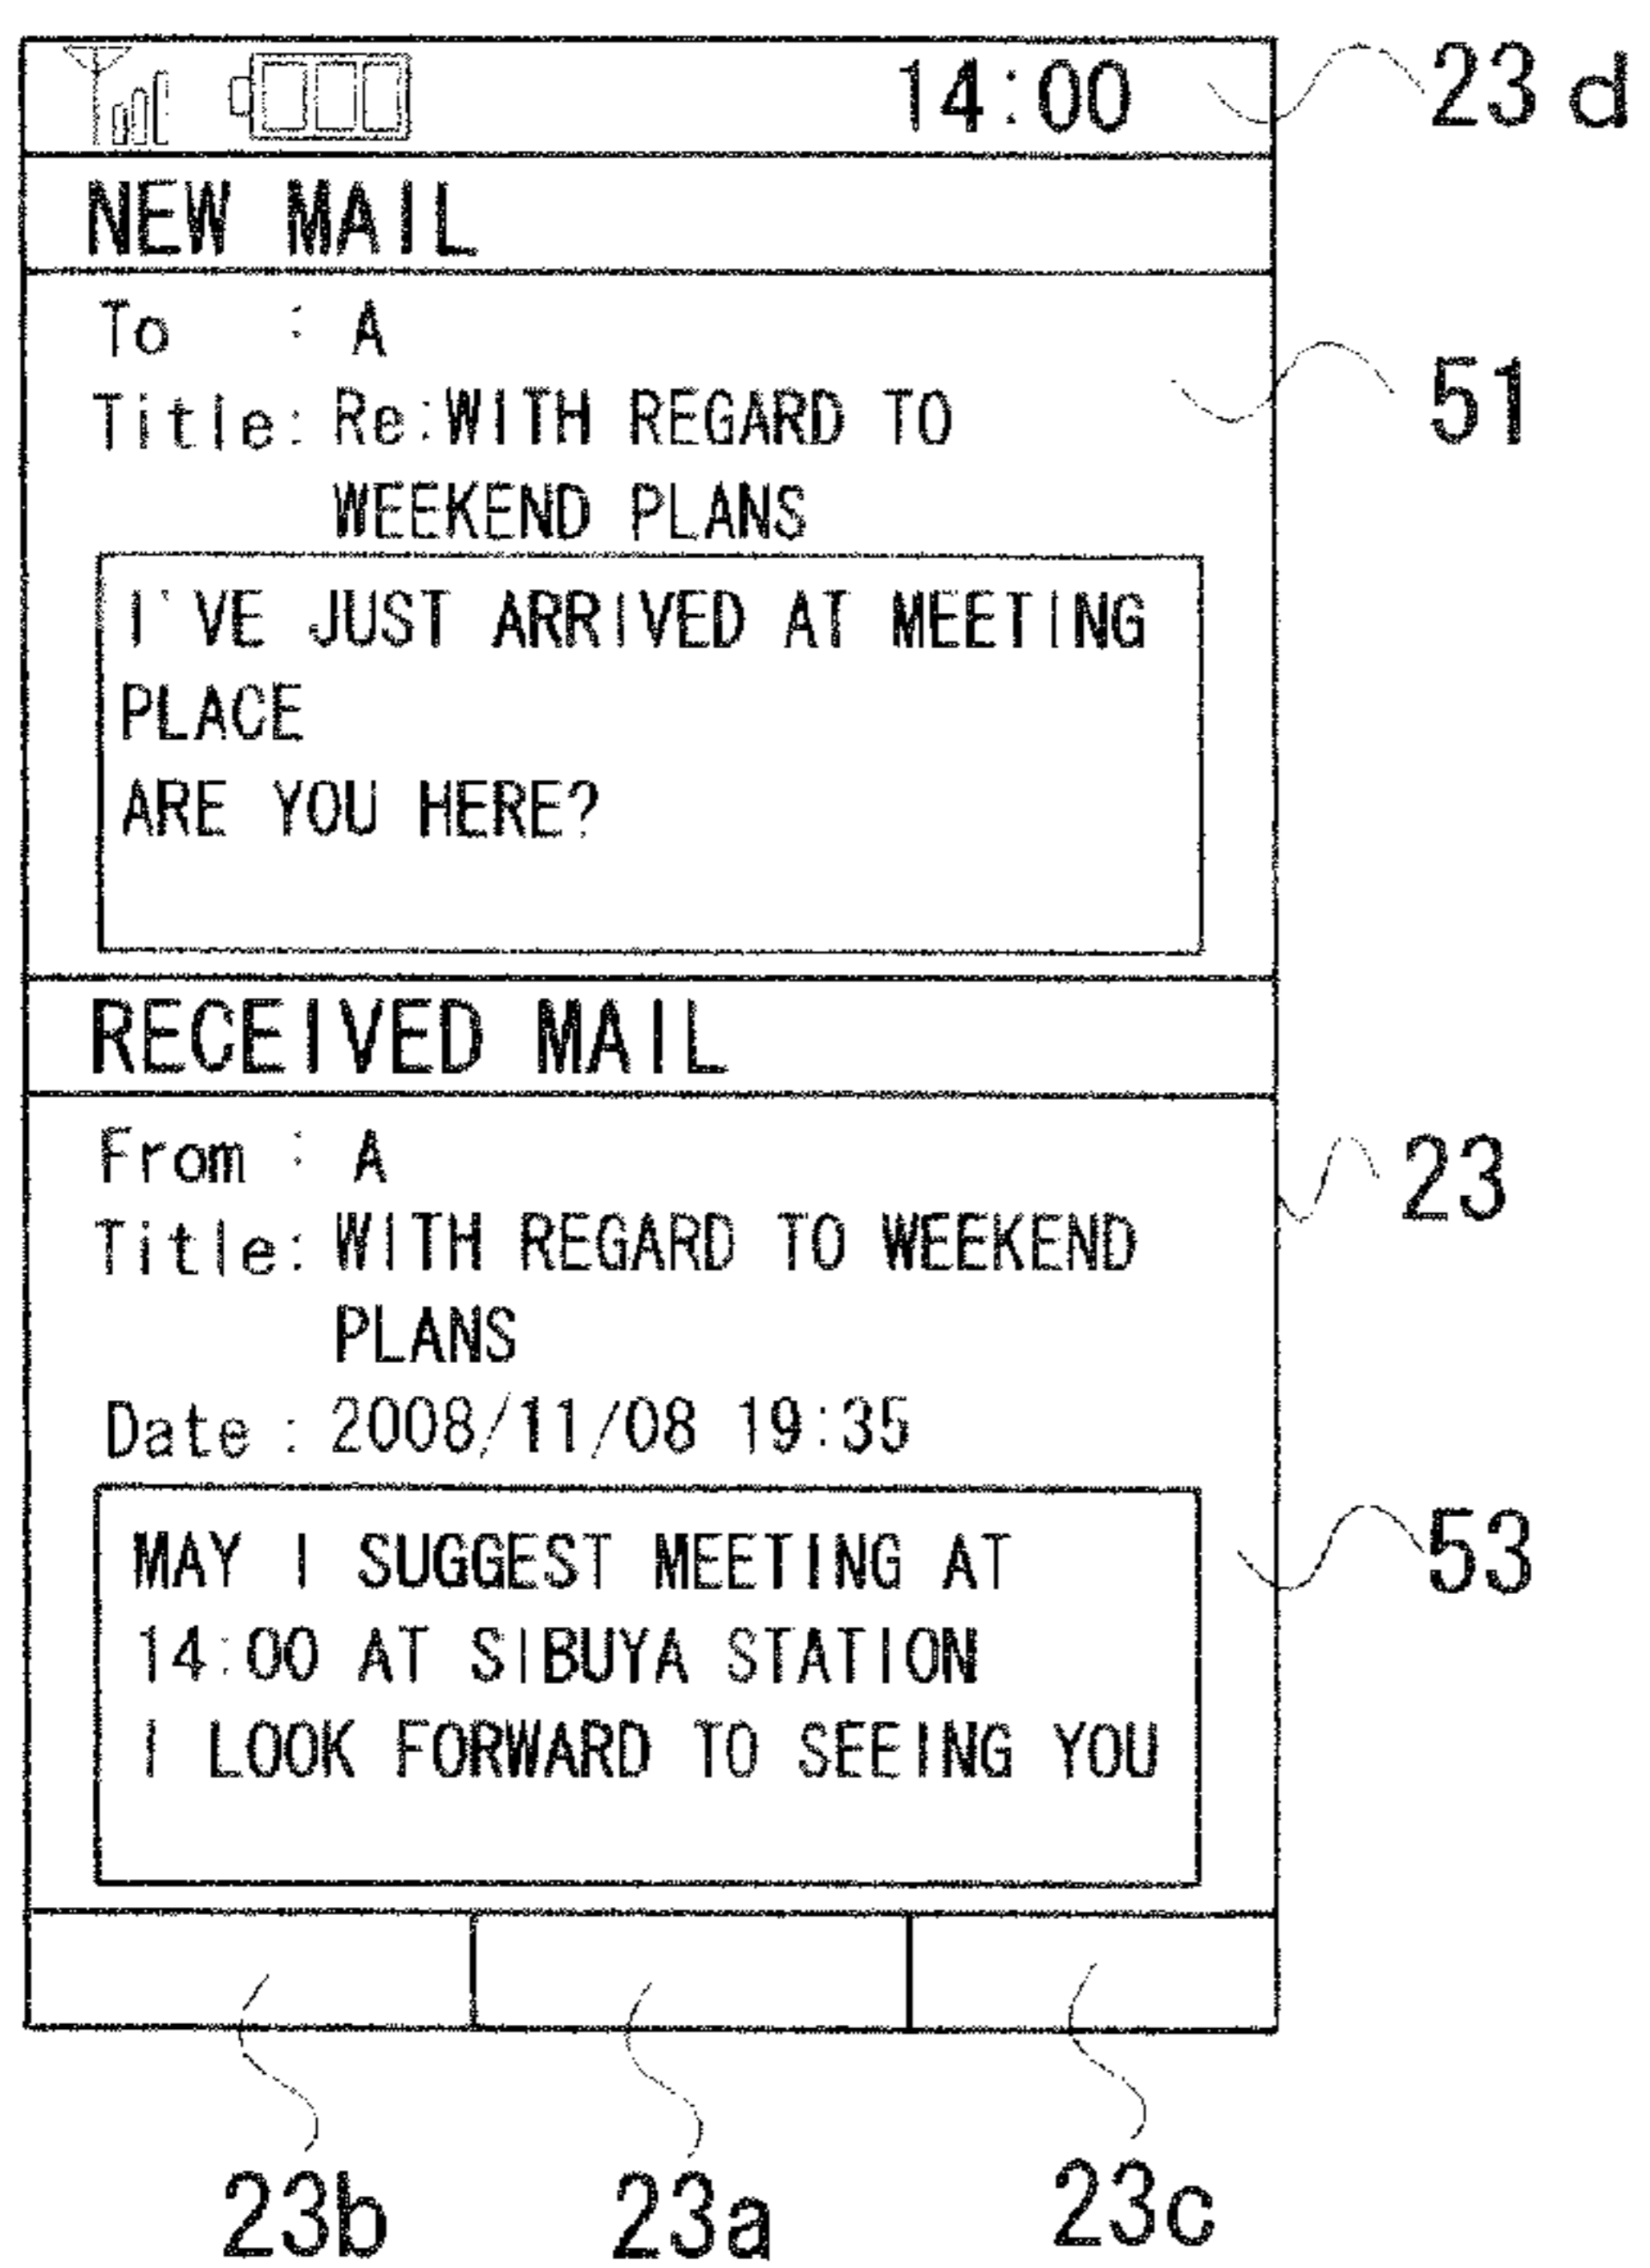 14:00 23d
NEW MAIL
To : A
Title: Re:WITH REGARD TO 51
WEEKEND PLANS
I'VE JUST ARRIVED AT MEETING
PLACE
ARE YOU HERE?
RECEIVED MAIL
From : A 23
Title: WITH REGARD TO WEEKEND
PLANS
Date : 2008/11/08 19:35
MAY I SUGGEST MEETING AT 53
14:00 AT SIBUYA STATION
I LOOK FORWARD TO SEEING YOU
23b 23a 23c